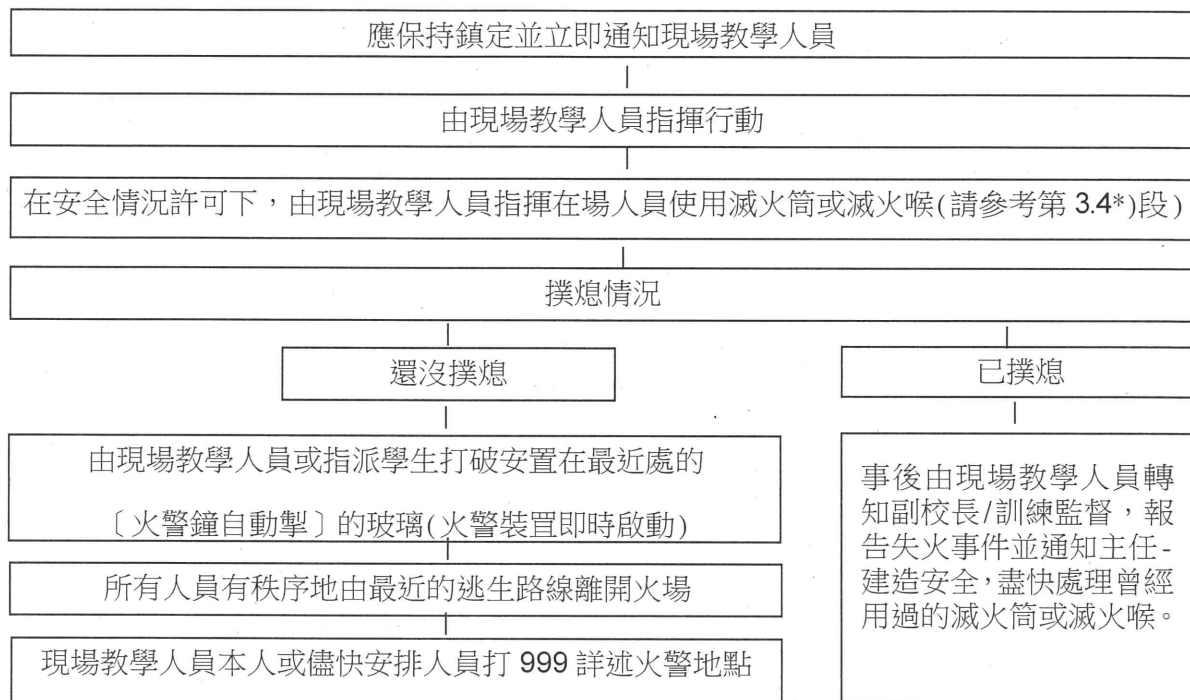 應保持鎮定並立即通知現場教學人員
由現場教學人員指揮行動
在安全情況許可下，由現場教學人員指揮在場人員使用滅火筒或滅火喉(請參考第 3.4*)段)
撲熄情況
還沒撲熄
已撲熄
由現場教學人員或指派學生打破安置在最近處的
〔火警鐘自動掣〕的玻璃(火警裝置即時啟動)
所有人員有秩序地由最近的逃生路線離開火場
現場教學人員本人或儘快安排人員打 999 詳述火警地點
事後由現場教學人員轉
知副校長/訓練監督，報
告失火事件並通知主任-
建造安全，盡快處理曾經
用過的滅火筒或滅火喉。